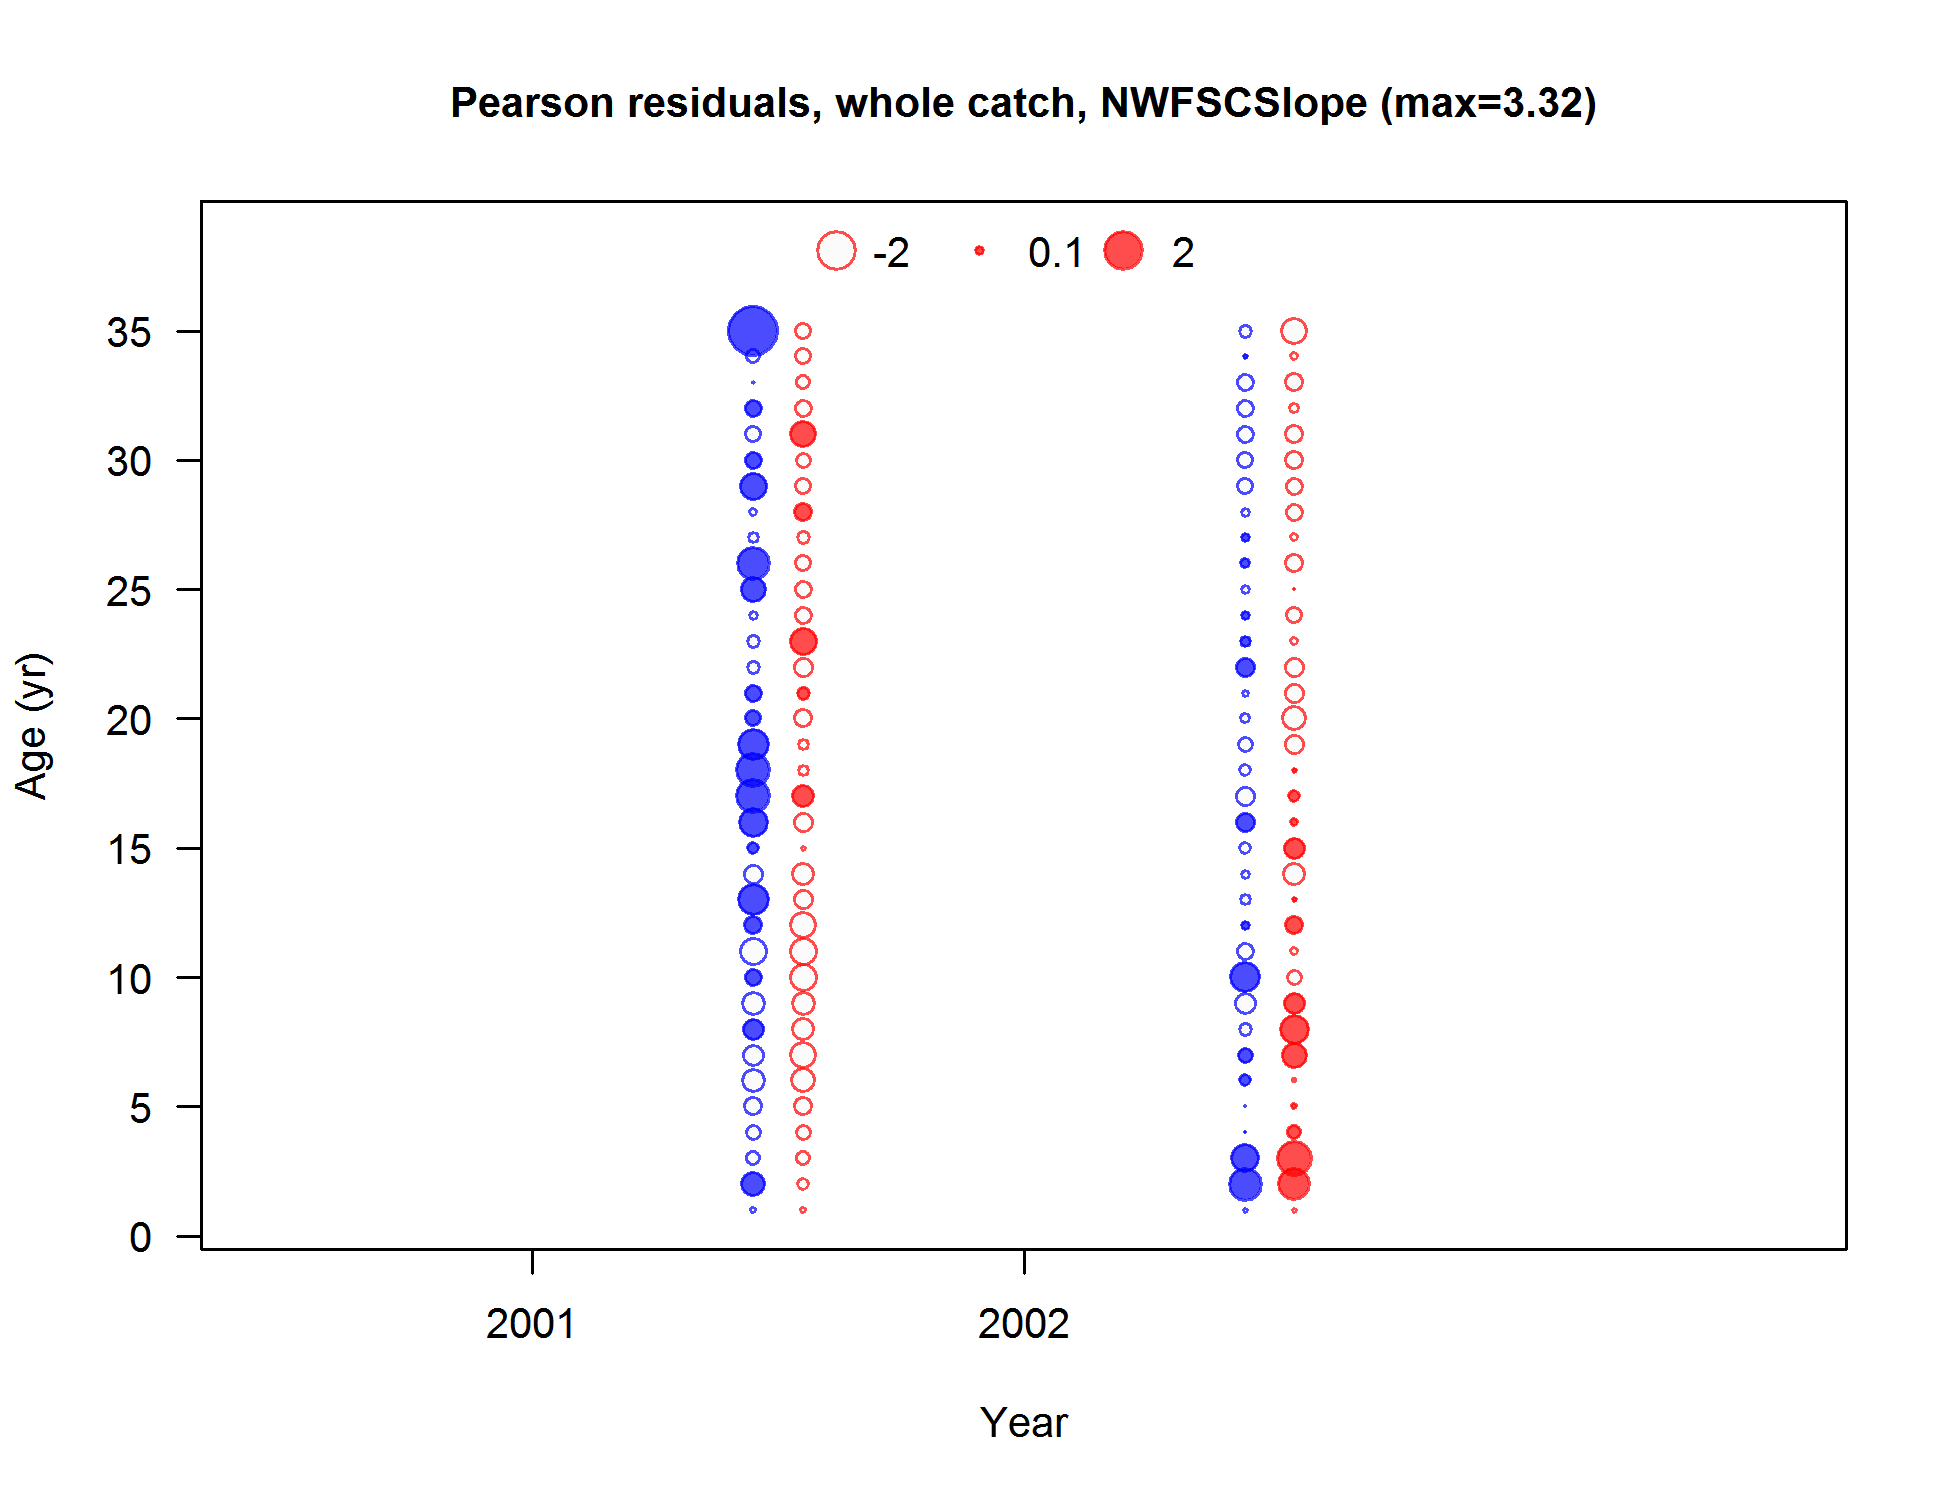 Pearson residuals, whole catch, NWFSCSlope (max=3.32)
-2 0.1 2
35
30
25
20
15
10
5
0
Age (yr)
2001 2002
Year